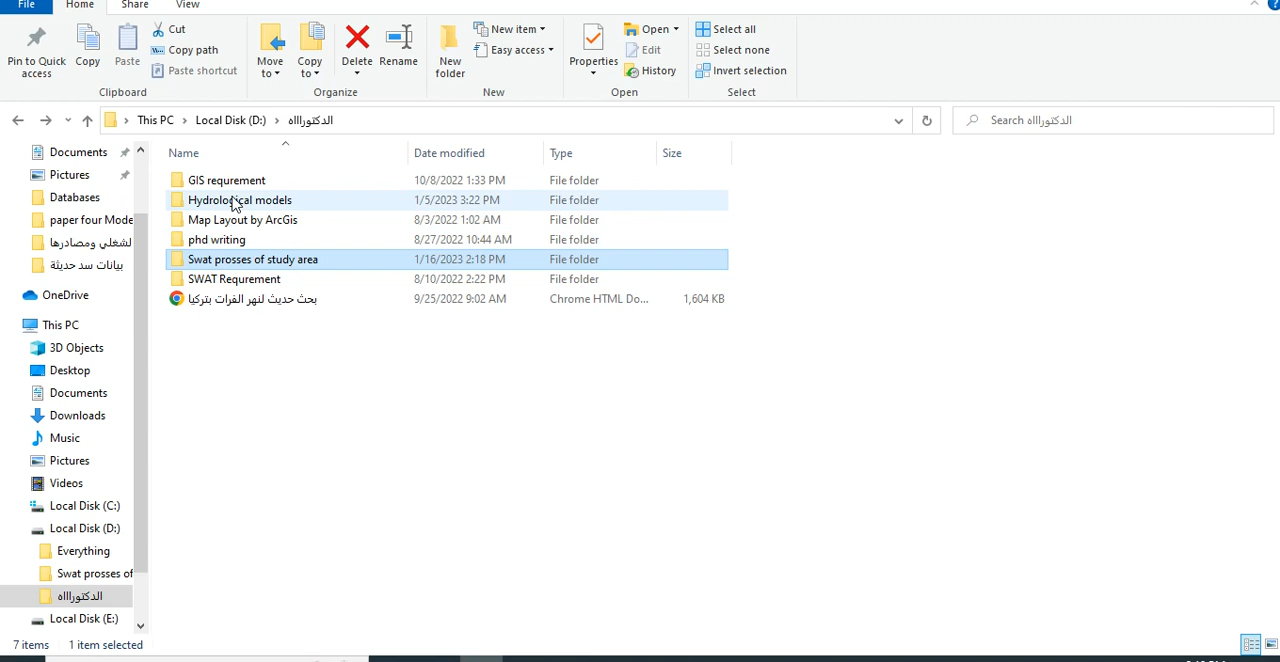 File
Home
Share
View
Pin to Quick access
Copy
Paste
Cut
Copy path
Paste shortcut
Clipboard
Move to
Copy to
Delete
Rename
Organize
New folder
New item
Easy access
New
Properties
Open
Edit
History
Open
Select all
Select none
Invert selection
Select
This PC
Local Disk (D:)
الدكتورااااه
Search الدكتورااااه
Name
Date modified
Type
Size
GIS requrement 10/8/2022 1:33 PM File folder
Hydrological models 1/5/2023 3:22 PM File folder
Map Layout by ArcGis 8/3/2022 1:02 AM File folder
phd writing 8/27/2022 10:44 AM File folder
Swat prosses of study area 1/16/2023 2:18 PM File folder
SWAT Requrement 8/10/2022 2:22 PM File folder
بحث حديث لنهر الفرات بتركيا 9/25/2022 9:02 AM Chrome HTML Do... 1,604 KB
Documents
Pictures
Databases
paper four Mode
لشغلي ومصادرها
بيانات سد حديثة
OneDrive
This PC
3D Objects
Desktop
Documents
Downloads
Music
Pictures
Videos
Local Disk (C:)
Local Disk (D:)
Everything
Swat prosses of
الدكتورااااه
Local Disk (E:)
7 items
1 item selected